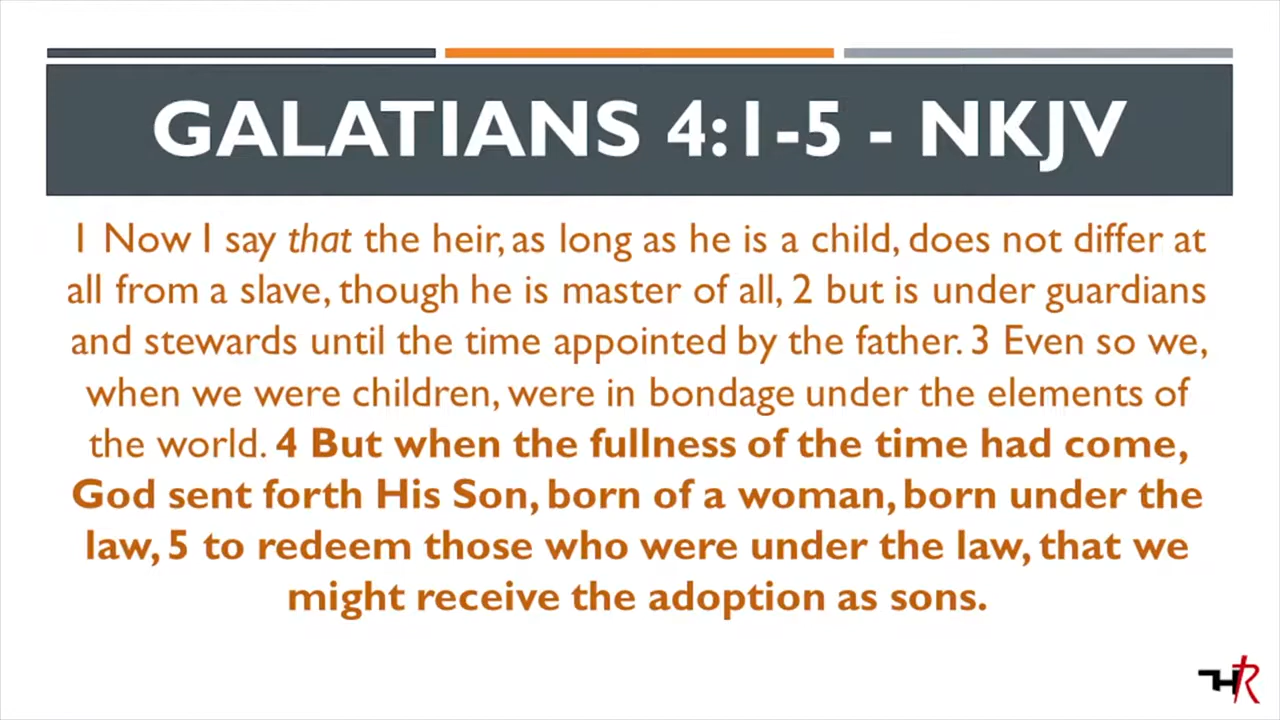 GALATIANS 4:1-5 - NKJV
1 Now I say that the heir, as long as he is a child, does not differ at
all from a slave, though he is master of all, 2 but is under guardians
and stewards until the time appointed by the father. 3 Even so we,
when we were children, were in bondage under the elements of
the world. 4 But when the fullness of the time had come,
God sent forth His Son, born of a woman, born under the
law, 5 to redeem those who were under the law, that we
might receive the adoption as sons.
HR